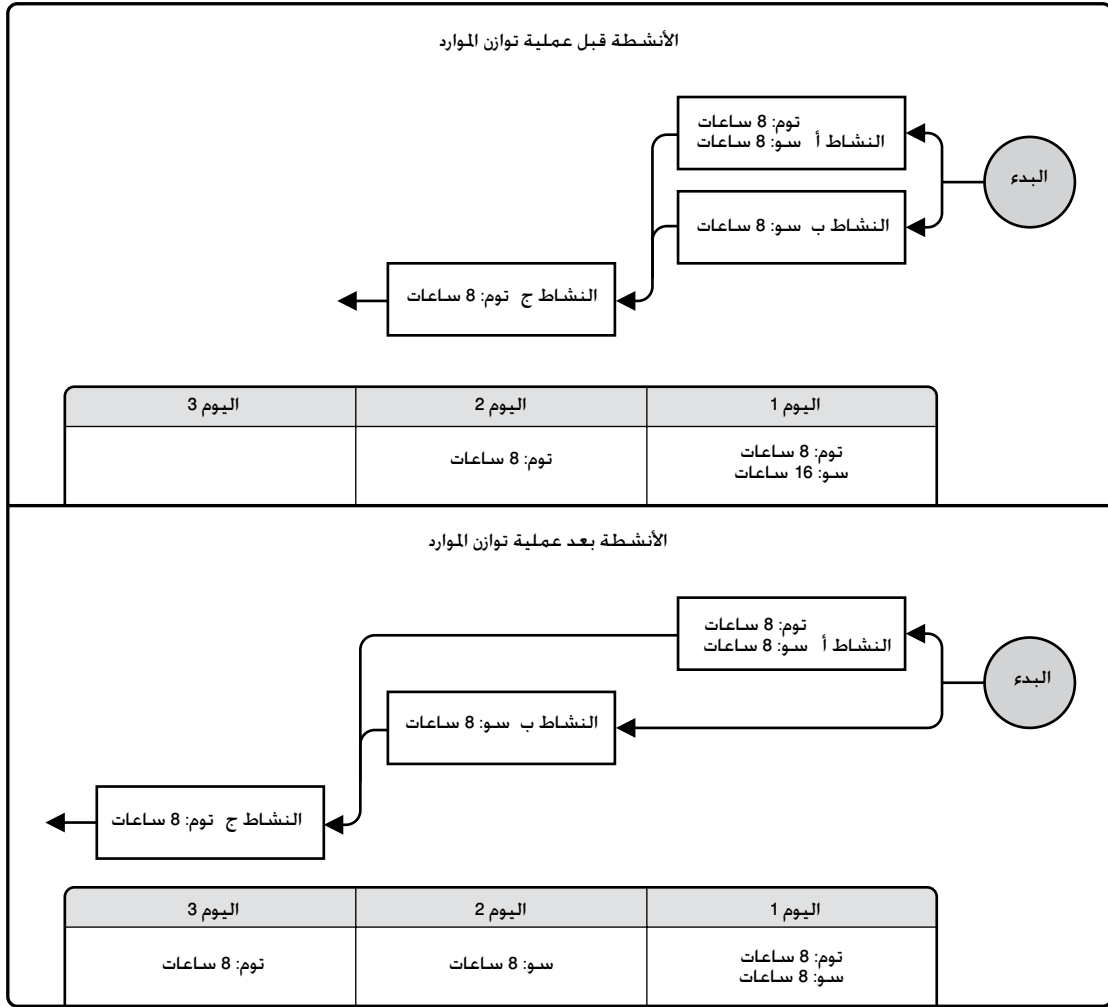 الأنشطة قبل عملية توازن الموارد
البدء
توم: 8 ساعات
النشاط أ سو: 8 ساعات
النشاط ب سو: 8 ساعات
النشاط ج توم: 8 ساعات
اليوم 1 اليوم 2 اليوم 3
توم: 8 ساعات
سو: 16 ساعات
توم: 8 ساعات
الأنشطة بعد عملية توازن الموارد
البدء
توم: 8 ساعات
النشاط أ سو: 8 ساعات
النشاط ب سو: 8 ساعات
النشاط ج توم: 8 ساعات
اليوم 1 اليوم 2 اليوم 3
توم: 8 ساعات
سو: 8 ساعات
سو: 8 ساعات
توم: 8 ساعات